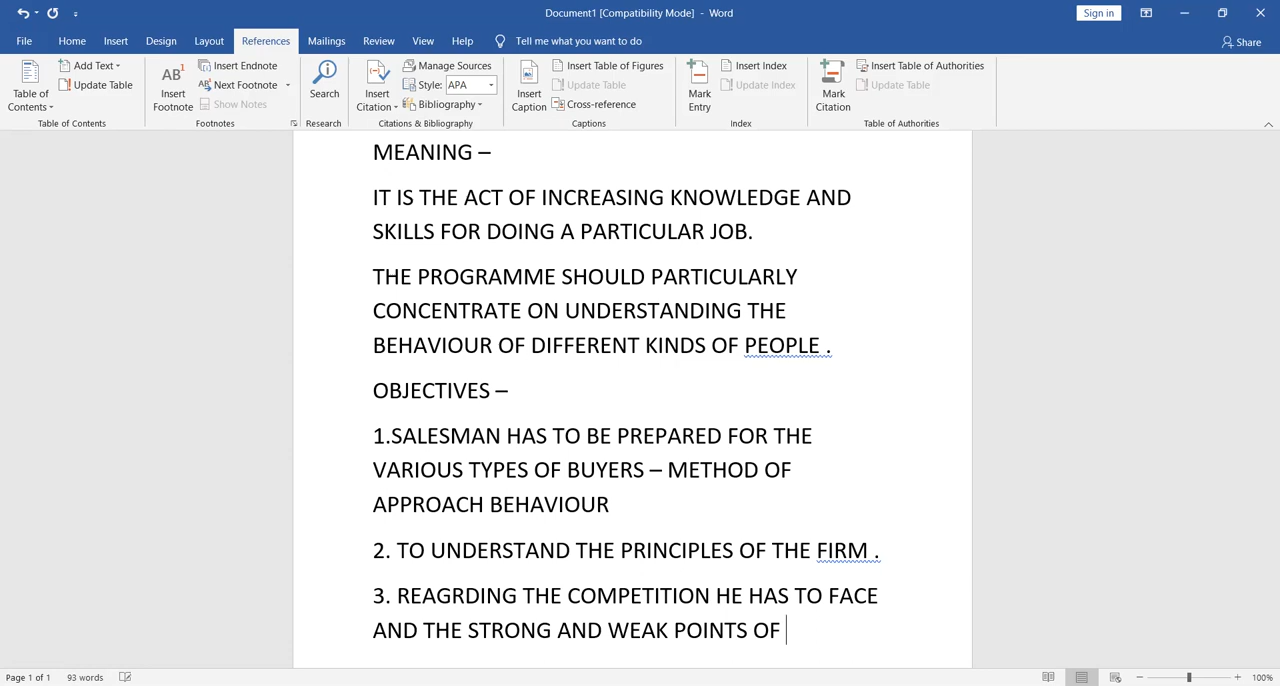 Document1 [Compatibility Mode] - Word
Sign in
File Home Insert Design Layout References Mailings Review View Help Tell me what you want to do Share
Table of Contents
Add Text
Update Table
Table of Contents
AB1 Insert Footnote
Insert Endnote
AB1 Next Footnote
Show Notes
Footnotes
Search
Research
Insert Citation
Manage Sources
Style: APA
Bibliography
Citations & Bibliography
Insert Caption
Insert Table of Figures
Update Table
Cross-reference
Captions
Mark Entry
Insert Index
Update Index
Index
Mark Citation
Insert Table of Authorities
Update Table
Table of Authorities
MEANING –
IT IS THE ACT OF INCREASING KNOWLEDGE AND
SKILLS FOR DOING A PARTICULAR JOB.
THE PROGRAMME SHOULD PARTICULARLY
CONCENTRATE ON UNDERSTANDING THE
BEHAVIOUR OF DIFFERENT KINDS OF PEOPLE .
OBJECTIVES –
1.SALESMAN HAS TO BE PREPARED FOR THE
VARIOUS TYPES OF BUYERS – METHOD OF
APPROACH BEHAVIOUR
2. TO UNDERSTAND THE PRINCIPLES OF THE FIRM .
3. REAGRDING THE COMPETITION HE HAS TO FACE
AND THE STRONG AND WEAK POINTS OF
Page 1 of 1 93 words 100%